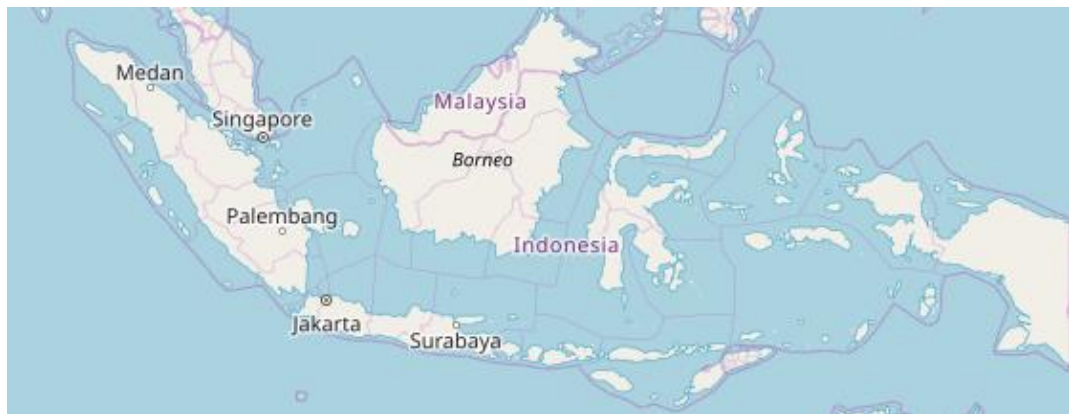 Medan
Malaysia
Singapore
Borneo
Palembang
Indonesia
Jakarta
Surabaya